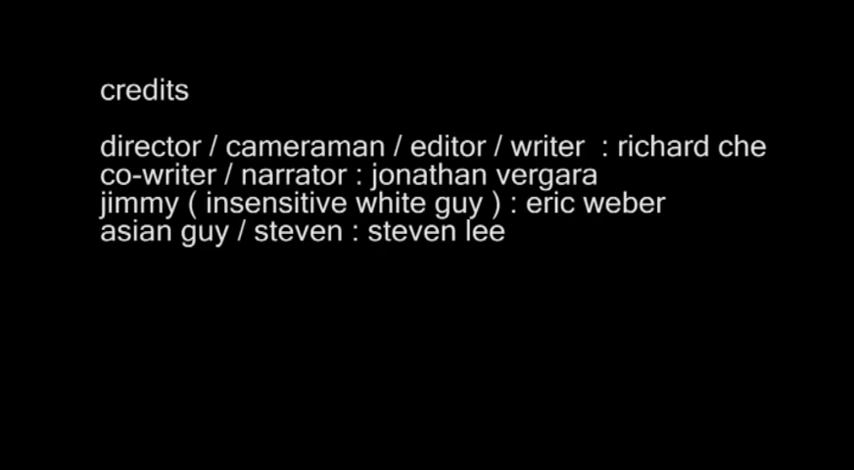 credits
director / cameraman / editor / writer  : richard che
co-writer / narrator : jonathan vergara
jimmy ( insensitive white guy ) : eric weber
asian guy / steven : steven lee